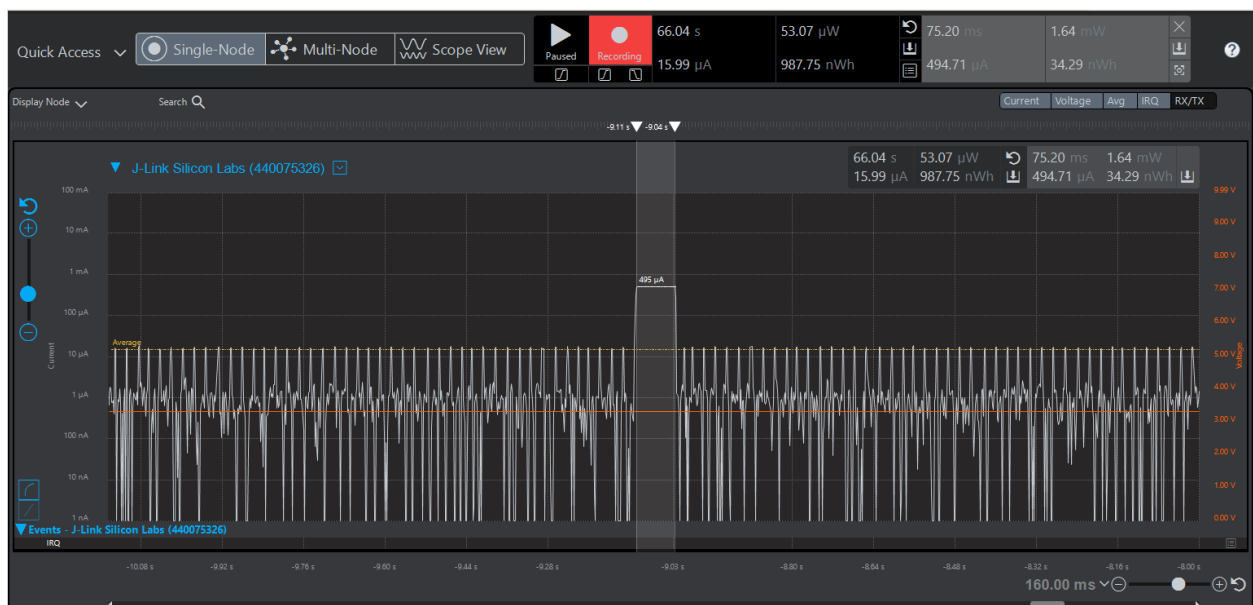 Quick Access
Single-Node
Multi-Node
Scope View
Paused
Recording
66.04 s 53.07 µW
15.99 µA 987.75 nWh
75.20 ms 1.64 mW
494.71 µA 34.29 nWh
?
Display Node
Search
Current Voltage Avg IRQ RX/TX
-9.11 s -9.04 s
J-Link Silicon Labs (440075326)
66.04 s 53.07 µW 75.20 ms 1.64 mW
15.99 µA 987.75 nWh 494.71 µA 34.29 nWh
100 mA
10 mA
1 mA
100 µA
10 µA
1 µA
100 nA
10 nA
1 nA
Current
Average
495 µA
9.99 V
9.00 V
8.00 V
7.00 V
6.00 V
5.00 V
4.00 V
3.00 V
2.00 V
1.00 V
0.00 V
Voltage
Events - J-Link Silicon Labs (440075326)
IRQ
-10.08 s -9.92 s -9.76 s -9.60 s -9.44 s -9.28 s -9.03 s -8.80 s -8.64 s -8.48 s -8.32 s -8.16 s -8.00 s
160.00 ms